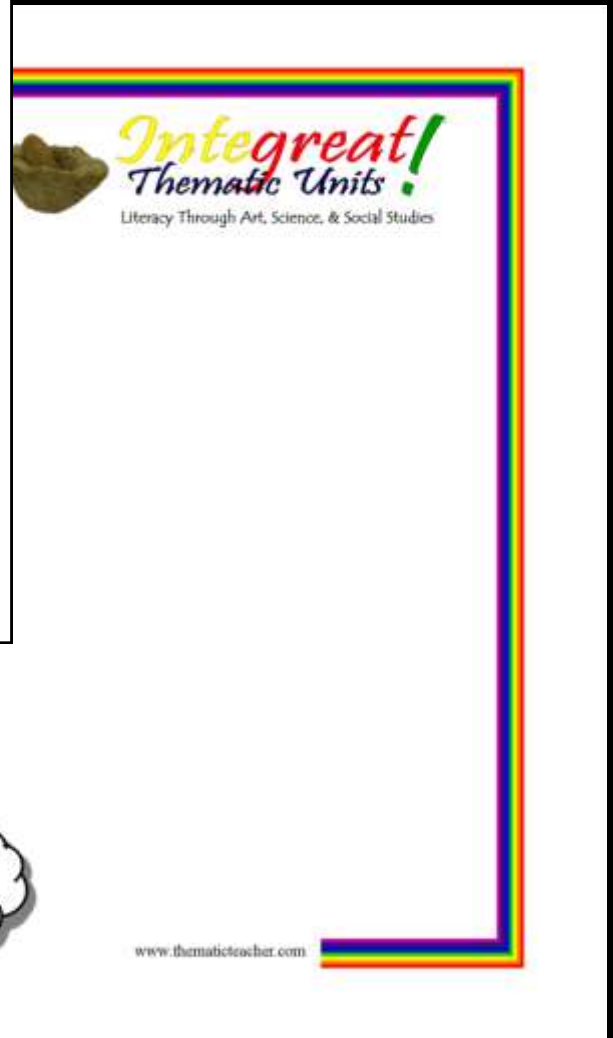 Integreat!
Thematic Units
Literacy Through Art, Science, & Social Studies
www.thematicteacher.com